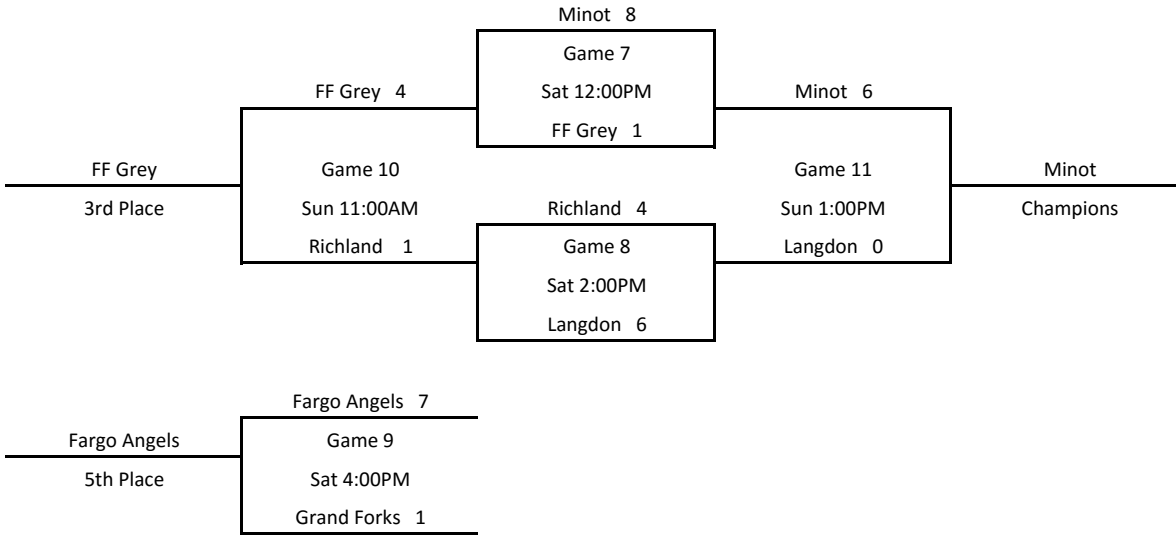 Minot 8
Game 7
FF Grey 4
Sat 12:00PM
Minot 6
FF Grey 1
FF Grey
Game 10
Game 11
Minot
3rd Place
Sun 11:00AM
Richland 4
Sun 1:00PM
Champions
Richland 1
Game 8
Langdon 0
Sat 2:00PM
Langdon 6
Fargo Angels 7
Fargo Angels
Game 9
5th Place
Sat 4:00PM
Grand Forks 1